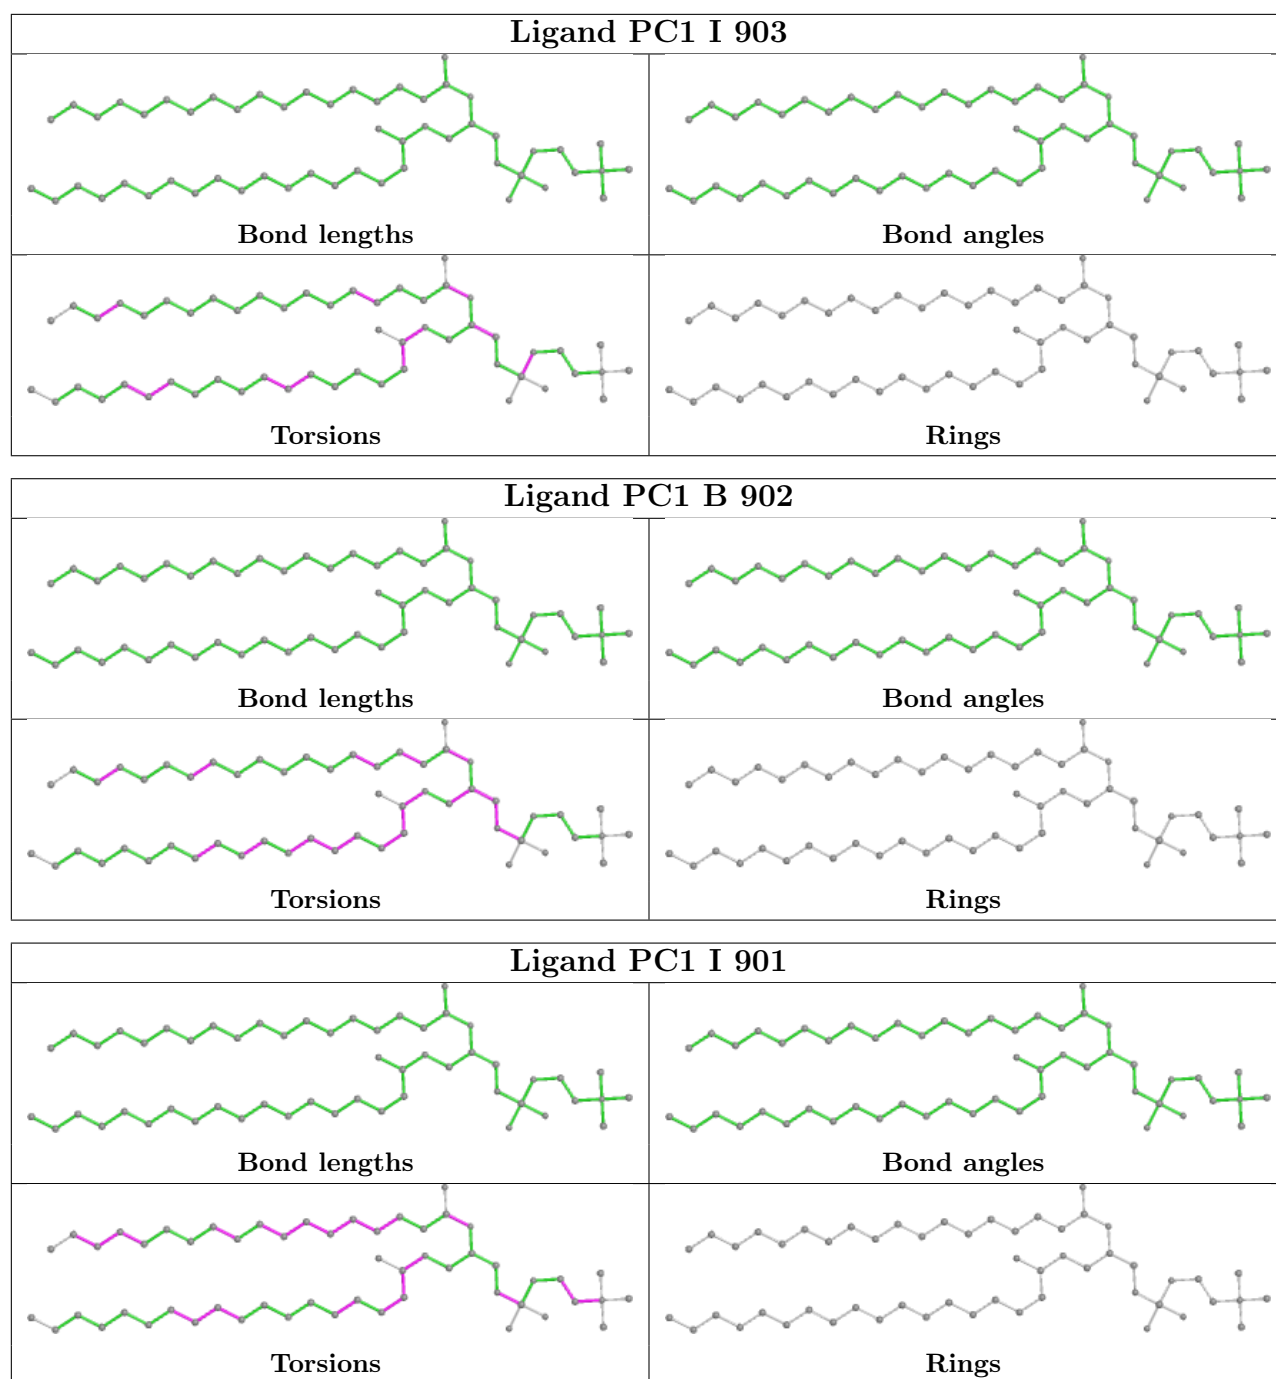 Ligand PC1 I 903
Bond lengths
Bond angles
Torsions
Rings
Ligand PC1 B 902
Bond lengths
Bond angles
Torsions
Rings
Ligand PC1 I 901
Bond lengths
Bond angles
Torsions
Rings